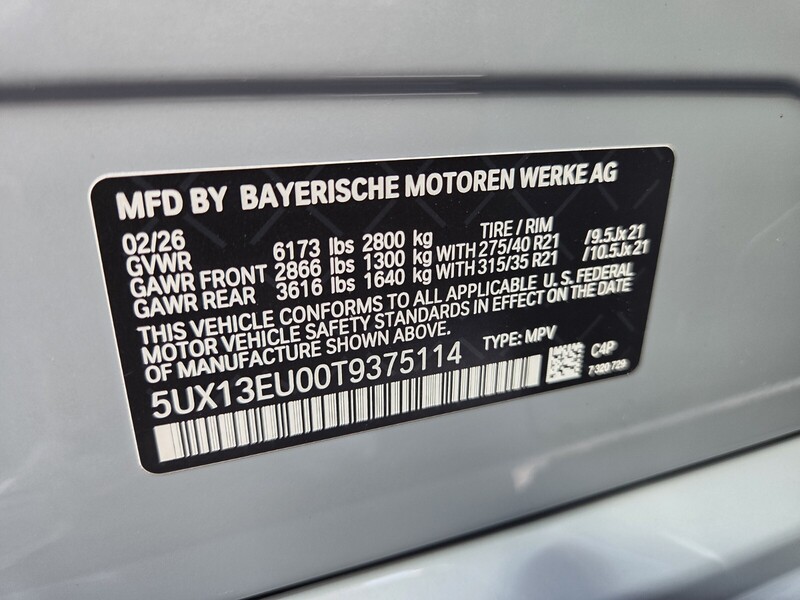 MFD BY BAYERISCHE MOTOREN WERKE AG
02/26 TIRE / RIM
GVWR 6173 lbs 2800 kg
GAWR FRONT 2866 lbs 1300 kg WITH 275/40 R21 /9.5Jx21
GAWR REAR 3616 lbs 1640 kg WITH 315/35 R21 /10.5Jx21
THIS VEHICLE CONFORMS TO ALL APPLICABLE U.S. FEDERAL
MOTOR VEHICLE SAFETY STANDARDS IN EFFECT ON THE DATE
OF MANUFACTURE SHOWN ABOVE.
5UX13EU00T9375114 TYPE: MPV
C4P
7 320 729